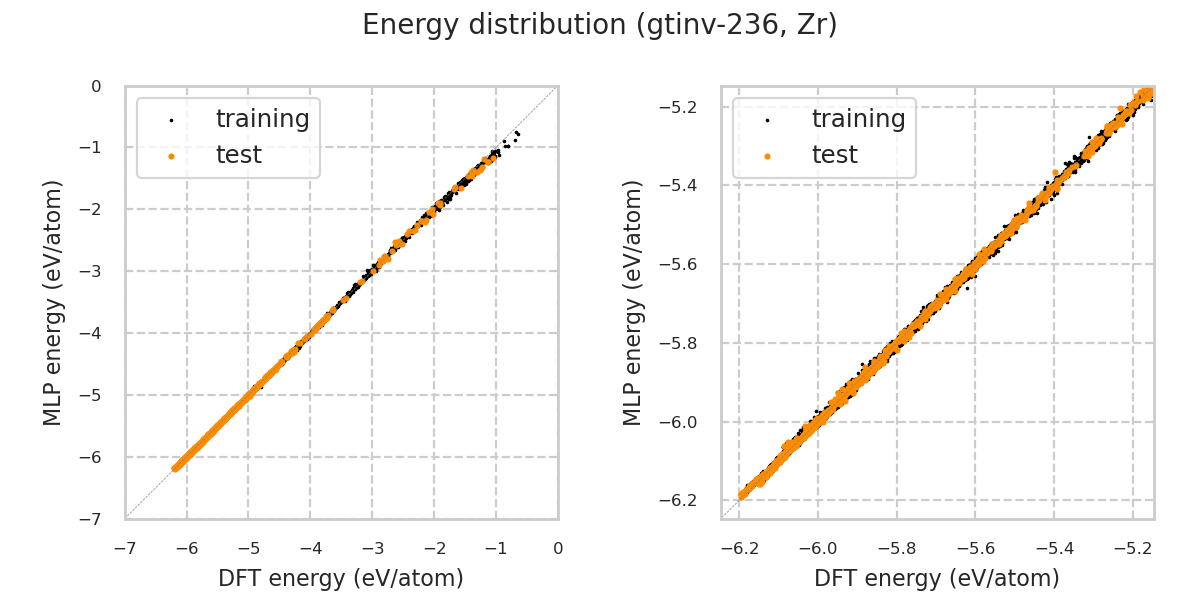 Energy distribution (gtinv-236, Zr)
training
test
0
−1
−2
−3
−4
−5
−6
−7
−7 −6 −5 −4 −3 −2 −1 0
MLP energy (eV/atom)
DFT energy (eV/atom)
training
test
−5.2
−5.4
−5.6
−5.8
−6.0
−6.2
−6.2 −6.0 −5.8 −5.6 −5.4 −5.2
MLP energy (eV/atom)
DFT energy (eV/atom)